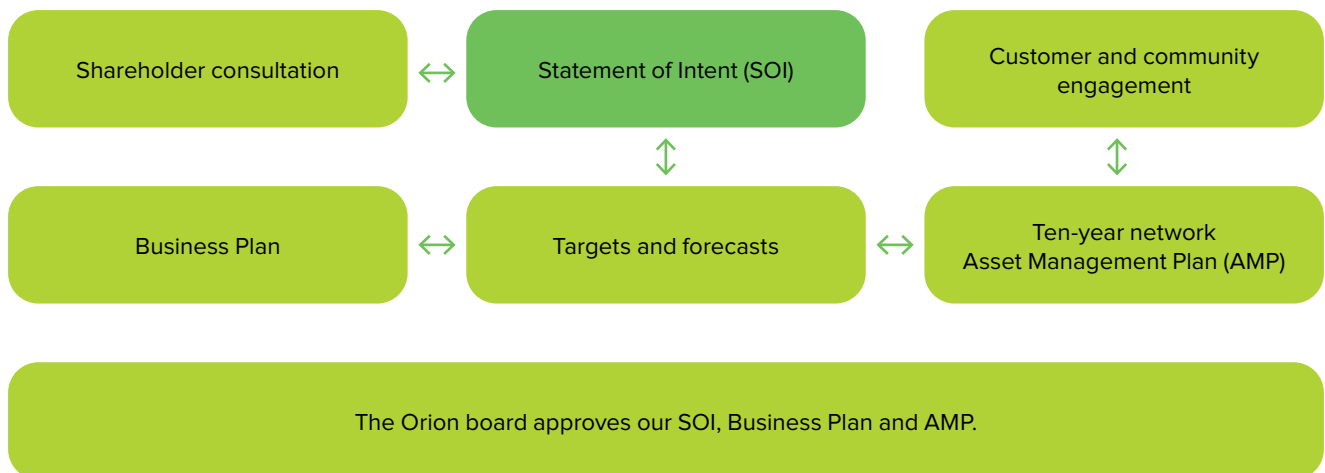 Shareholder consultation
Statement of Intent (SOI)
Customer and community
engagement
Business Plan
Targets and forecasts
Ten-year network
Asset Management Plan (AMP)
The Orion board approves our SOI, Business Plan and AMP.